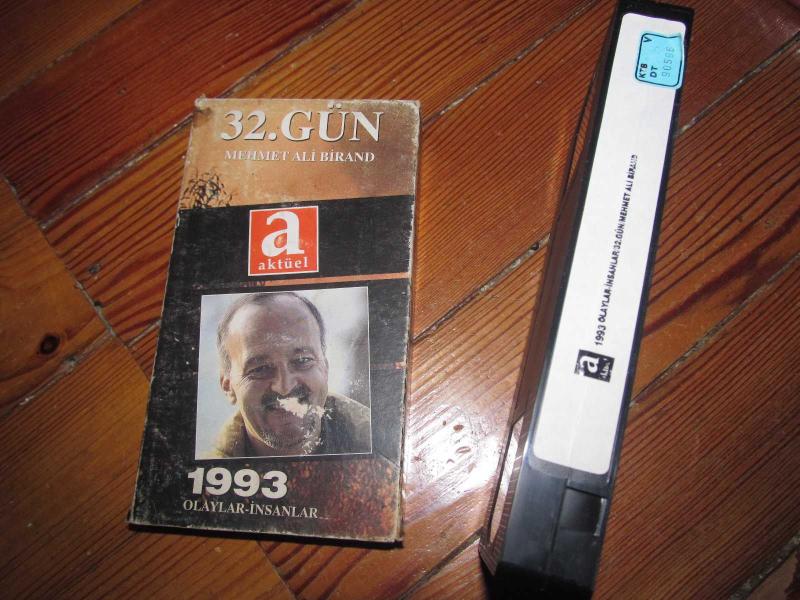 32.GÜN
MEHMET ALİ BİRAND
a
aktüel
1993
OLAYLAR-İNSANLAR
KTB V
DT
1993 OLAYLAR-İNSANLAR/32.GÜN/MEHMET ALİ BİRAND
a